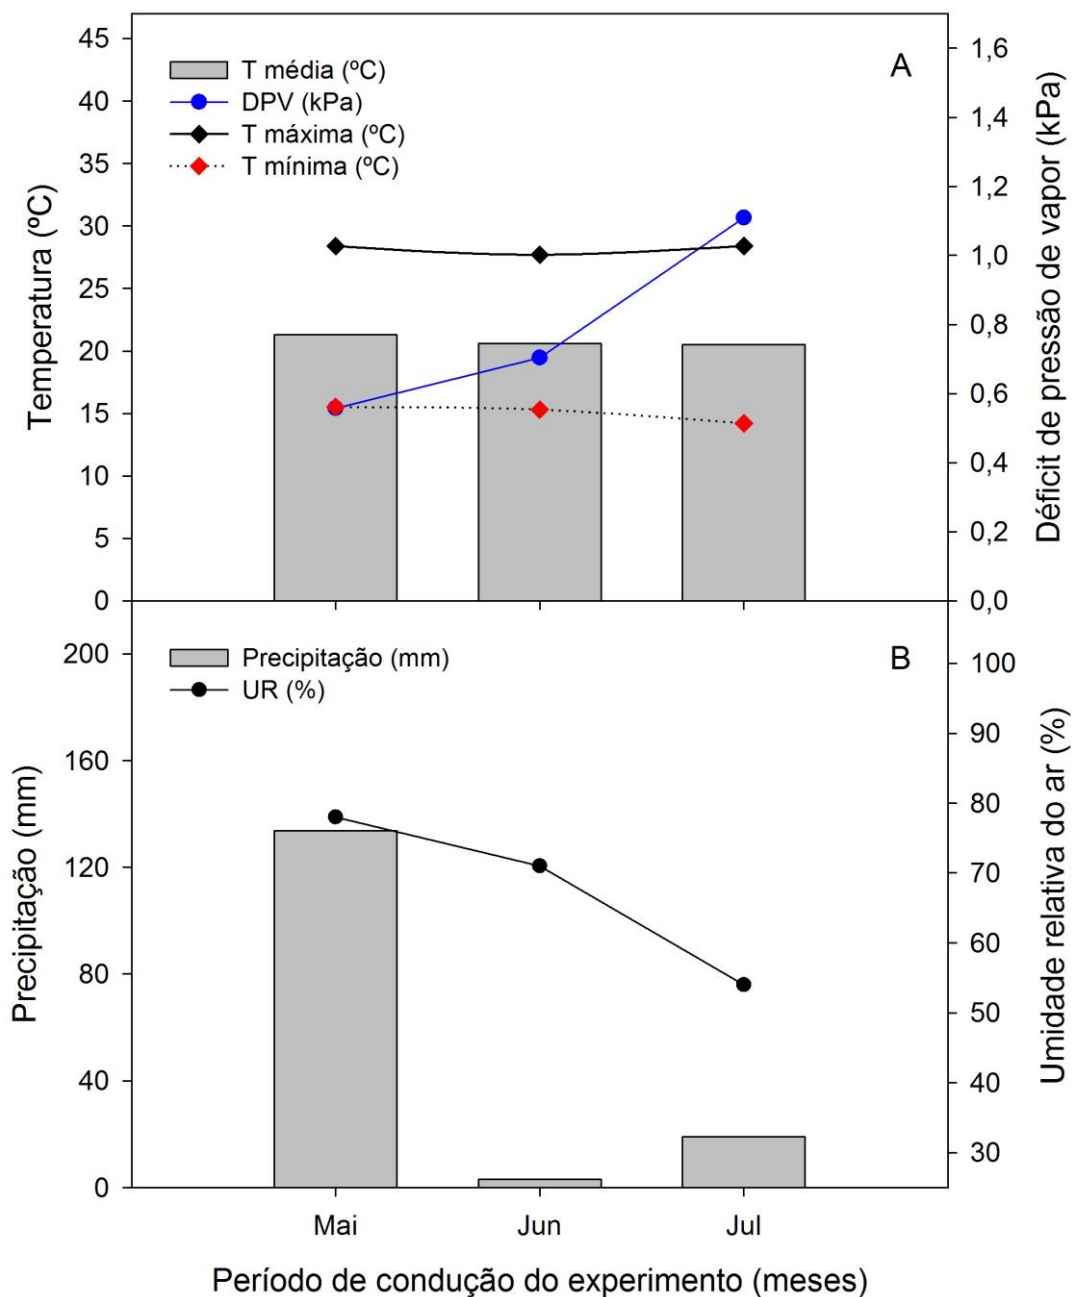 A
T média (ºC)
DPV (kPa)
T máxima (ºC)
T mínima (ºC)
Temperatura (ºC)
45
40
35
30
25
20
15
10
5
0
Déficit de pressão de vapor (kPa)
1,6
1,4
1,2
1,0
0,8
0,6
0,4
0,2
0,0
B
Precipitação (mm)
UR (%)
Precipitação (mm)
200
160
120
80
40
0
Umidade relativa do ar (%)
100
90
80
70
60
50
40
30
Mai Jun Jul
Período de condução do experimento (meses)